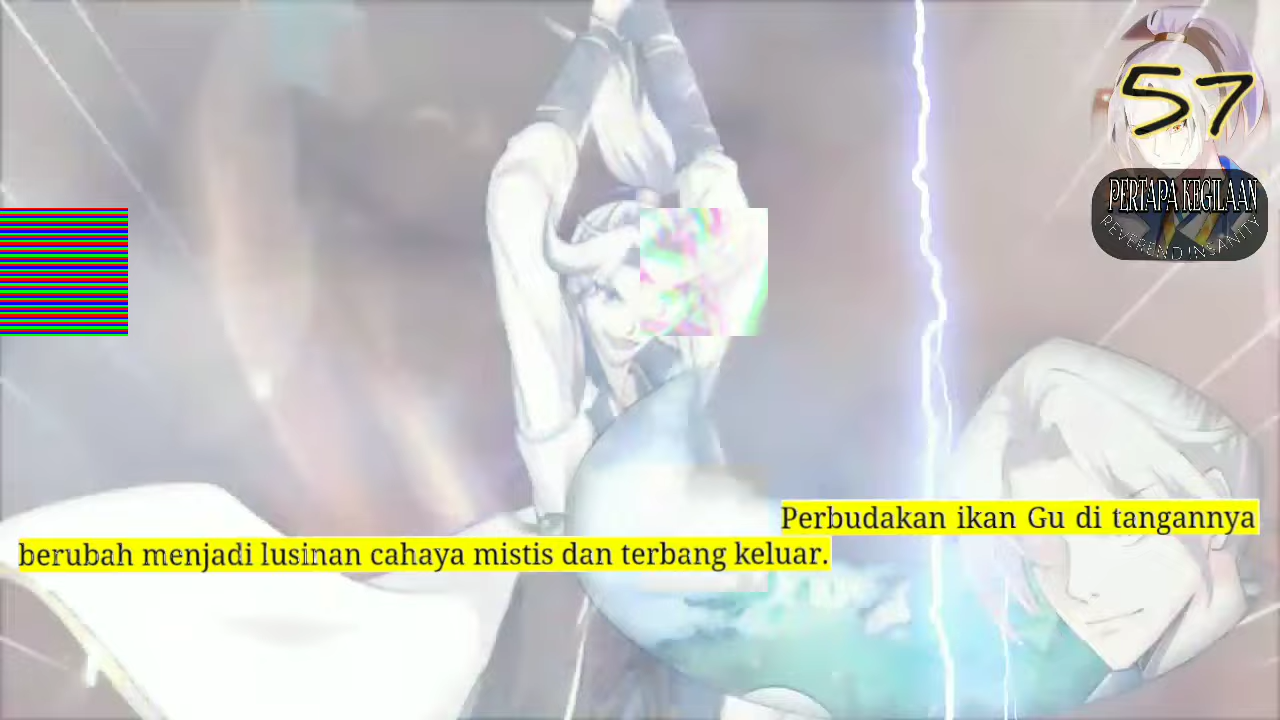 57
PERTAPA KEGILAAN
REVEREND INSANITY
Perbudakan ikan Gu di tangannya
berubah menjadi lusinan cahaya mistis dan terbang keluar.